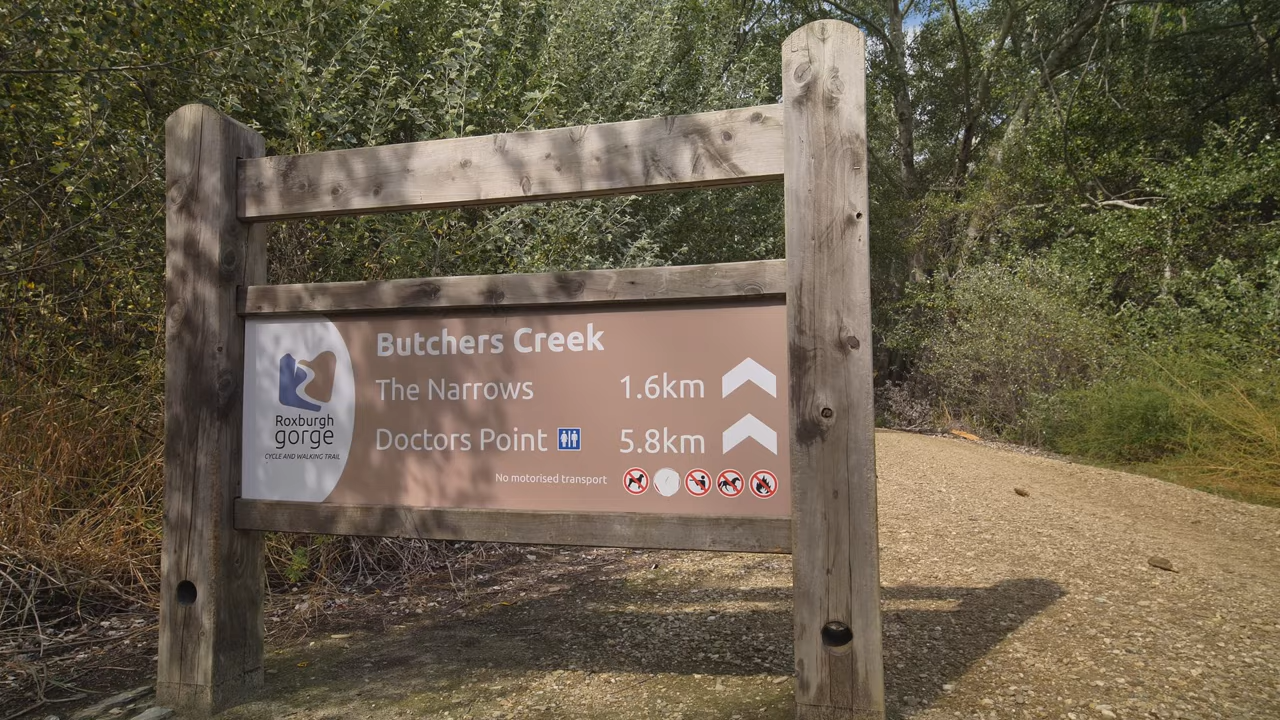 Butchers Creek
The Narrows 1.6km
Doctors Point 5.8km
No motorised transport
Roxburgh
gorge
CYCLE AND WALKING TRAIL